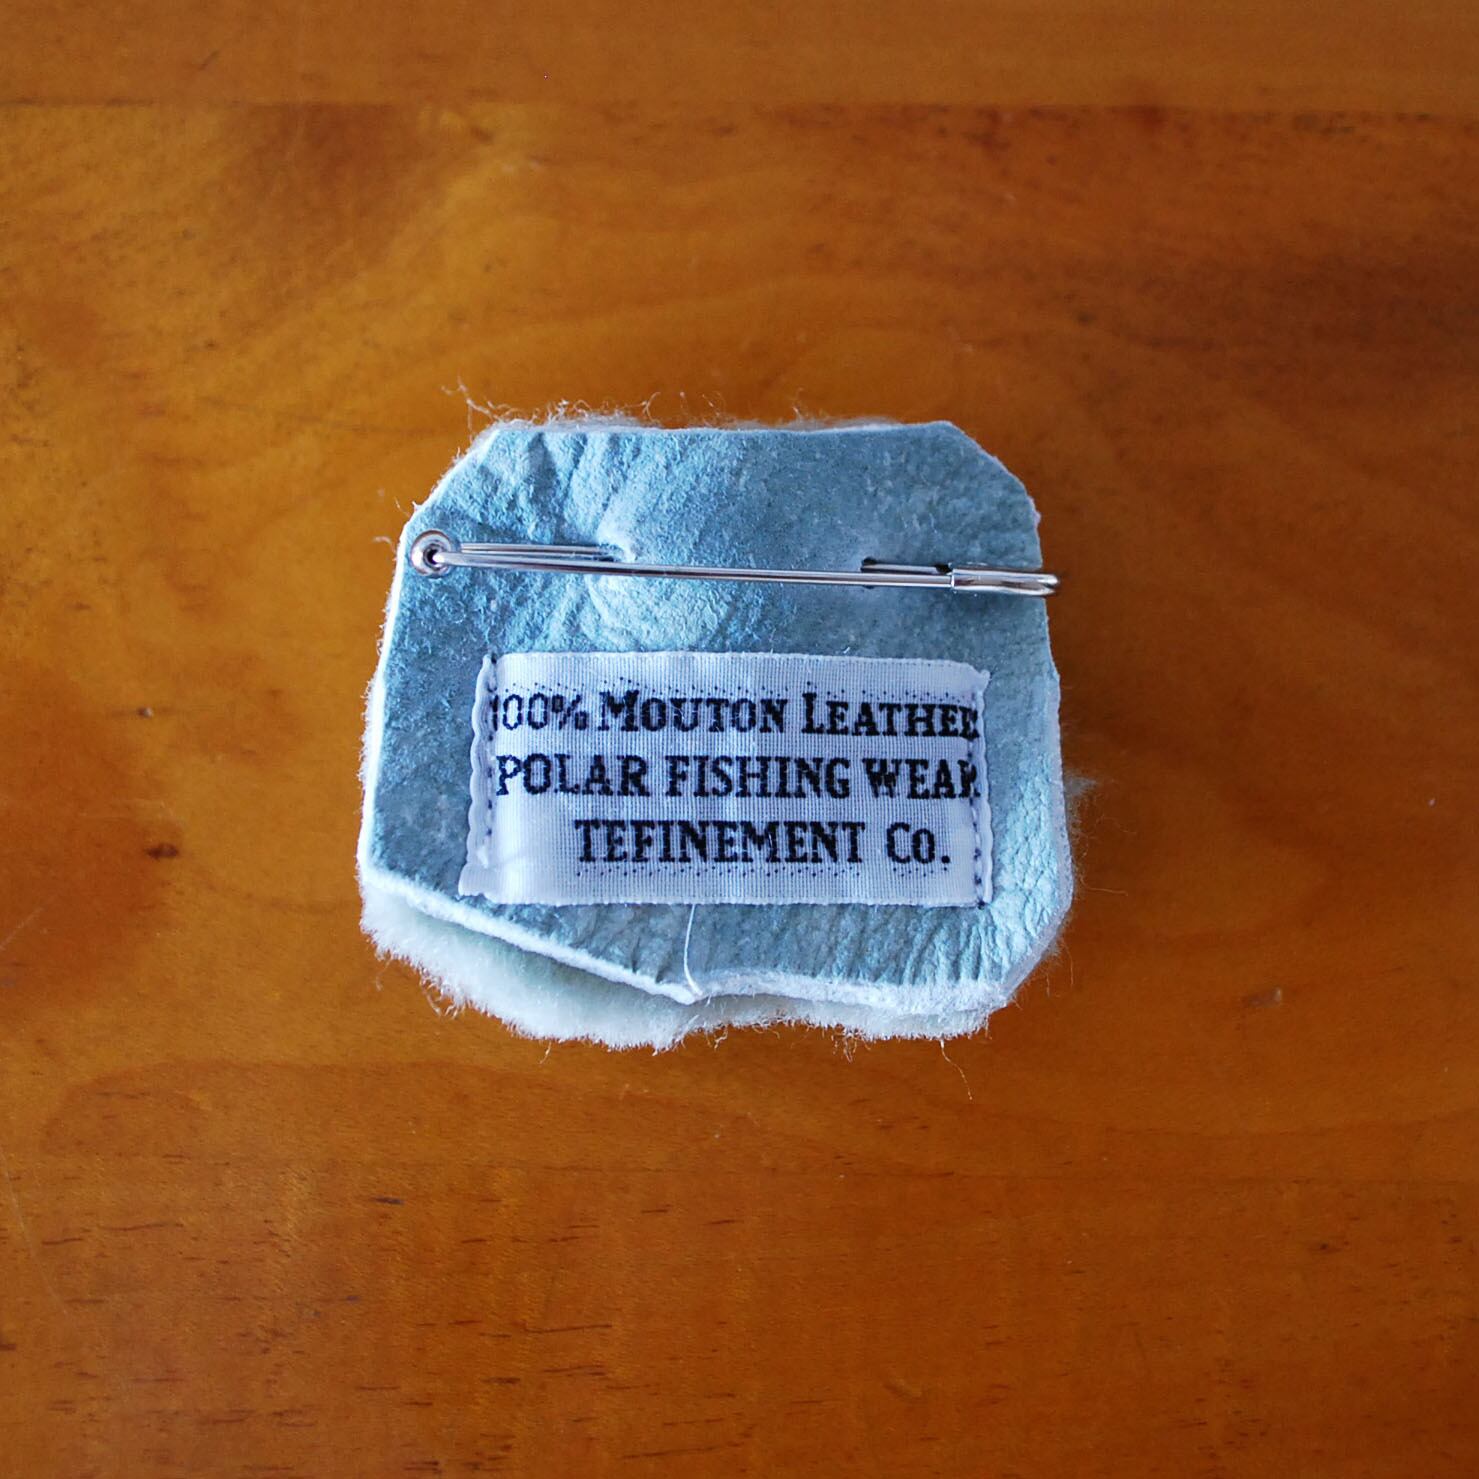 100% MOUTON LEATHER
POLAR FISHING WEAR
TEFINEMENT Co.